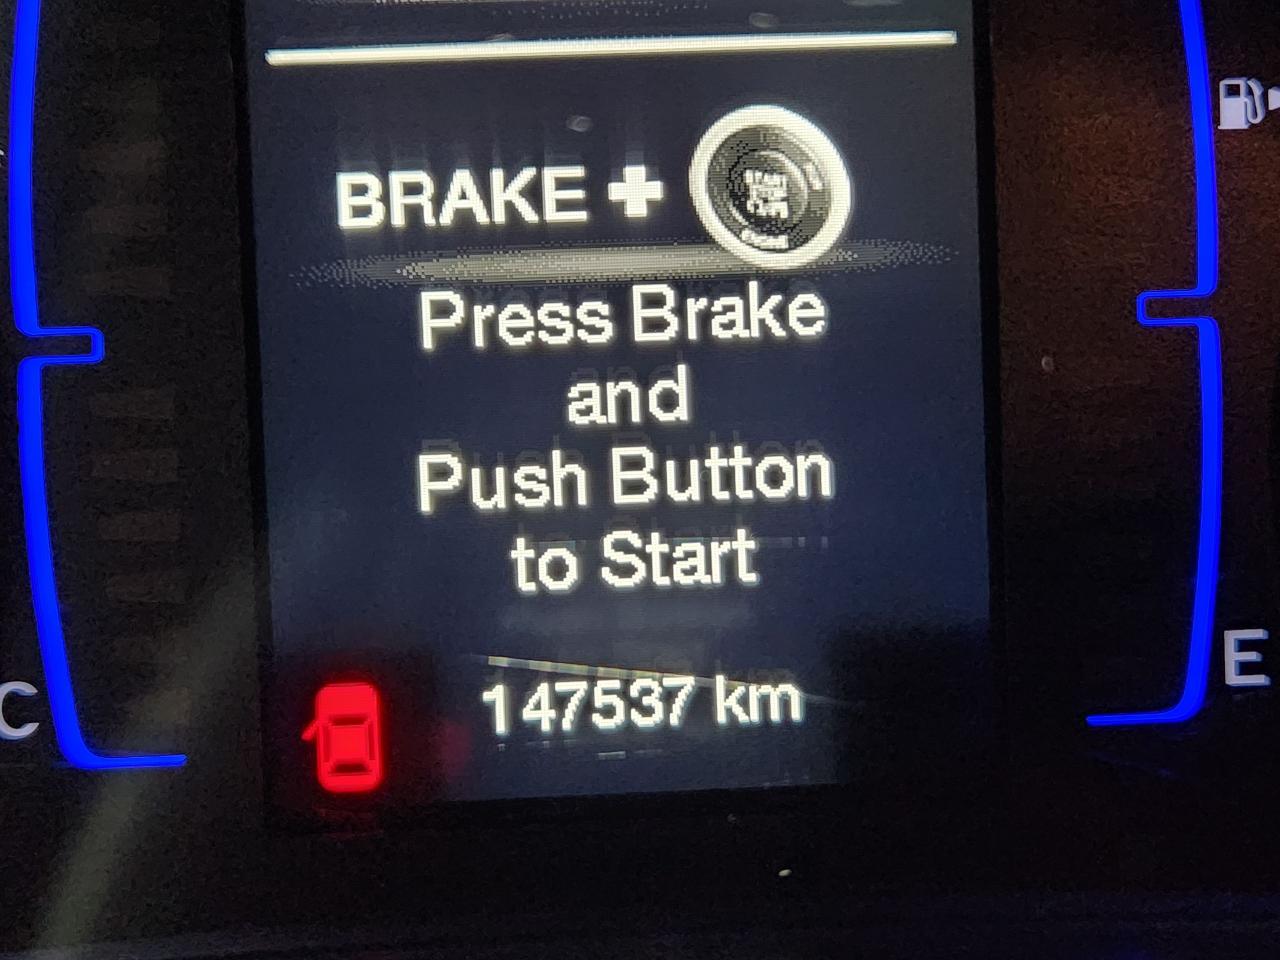 BRAKE +
Press Brake
and
Push Button
to Start
147537 km
C
E